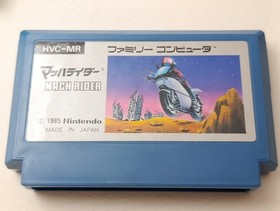 HVC-MR
ファミリー コンピュータ
マッハライダー
MACH RIDER
© 1985 Nintendo
MADE IN JAPAN